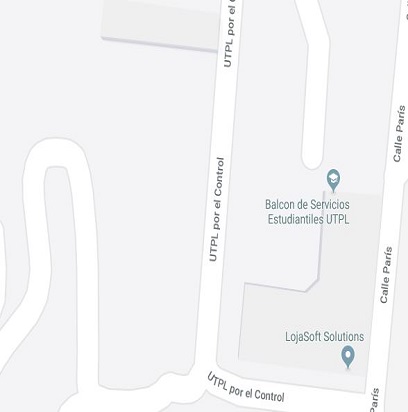 UTPL por el C
Calle París
UTPL por el Control
Balcon de Servicios
Estudiantiles UTPL
Calle París
LojaSoft Solutions
UTPL por el Control
París